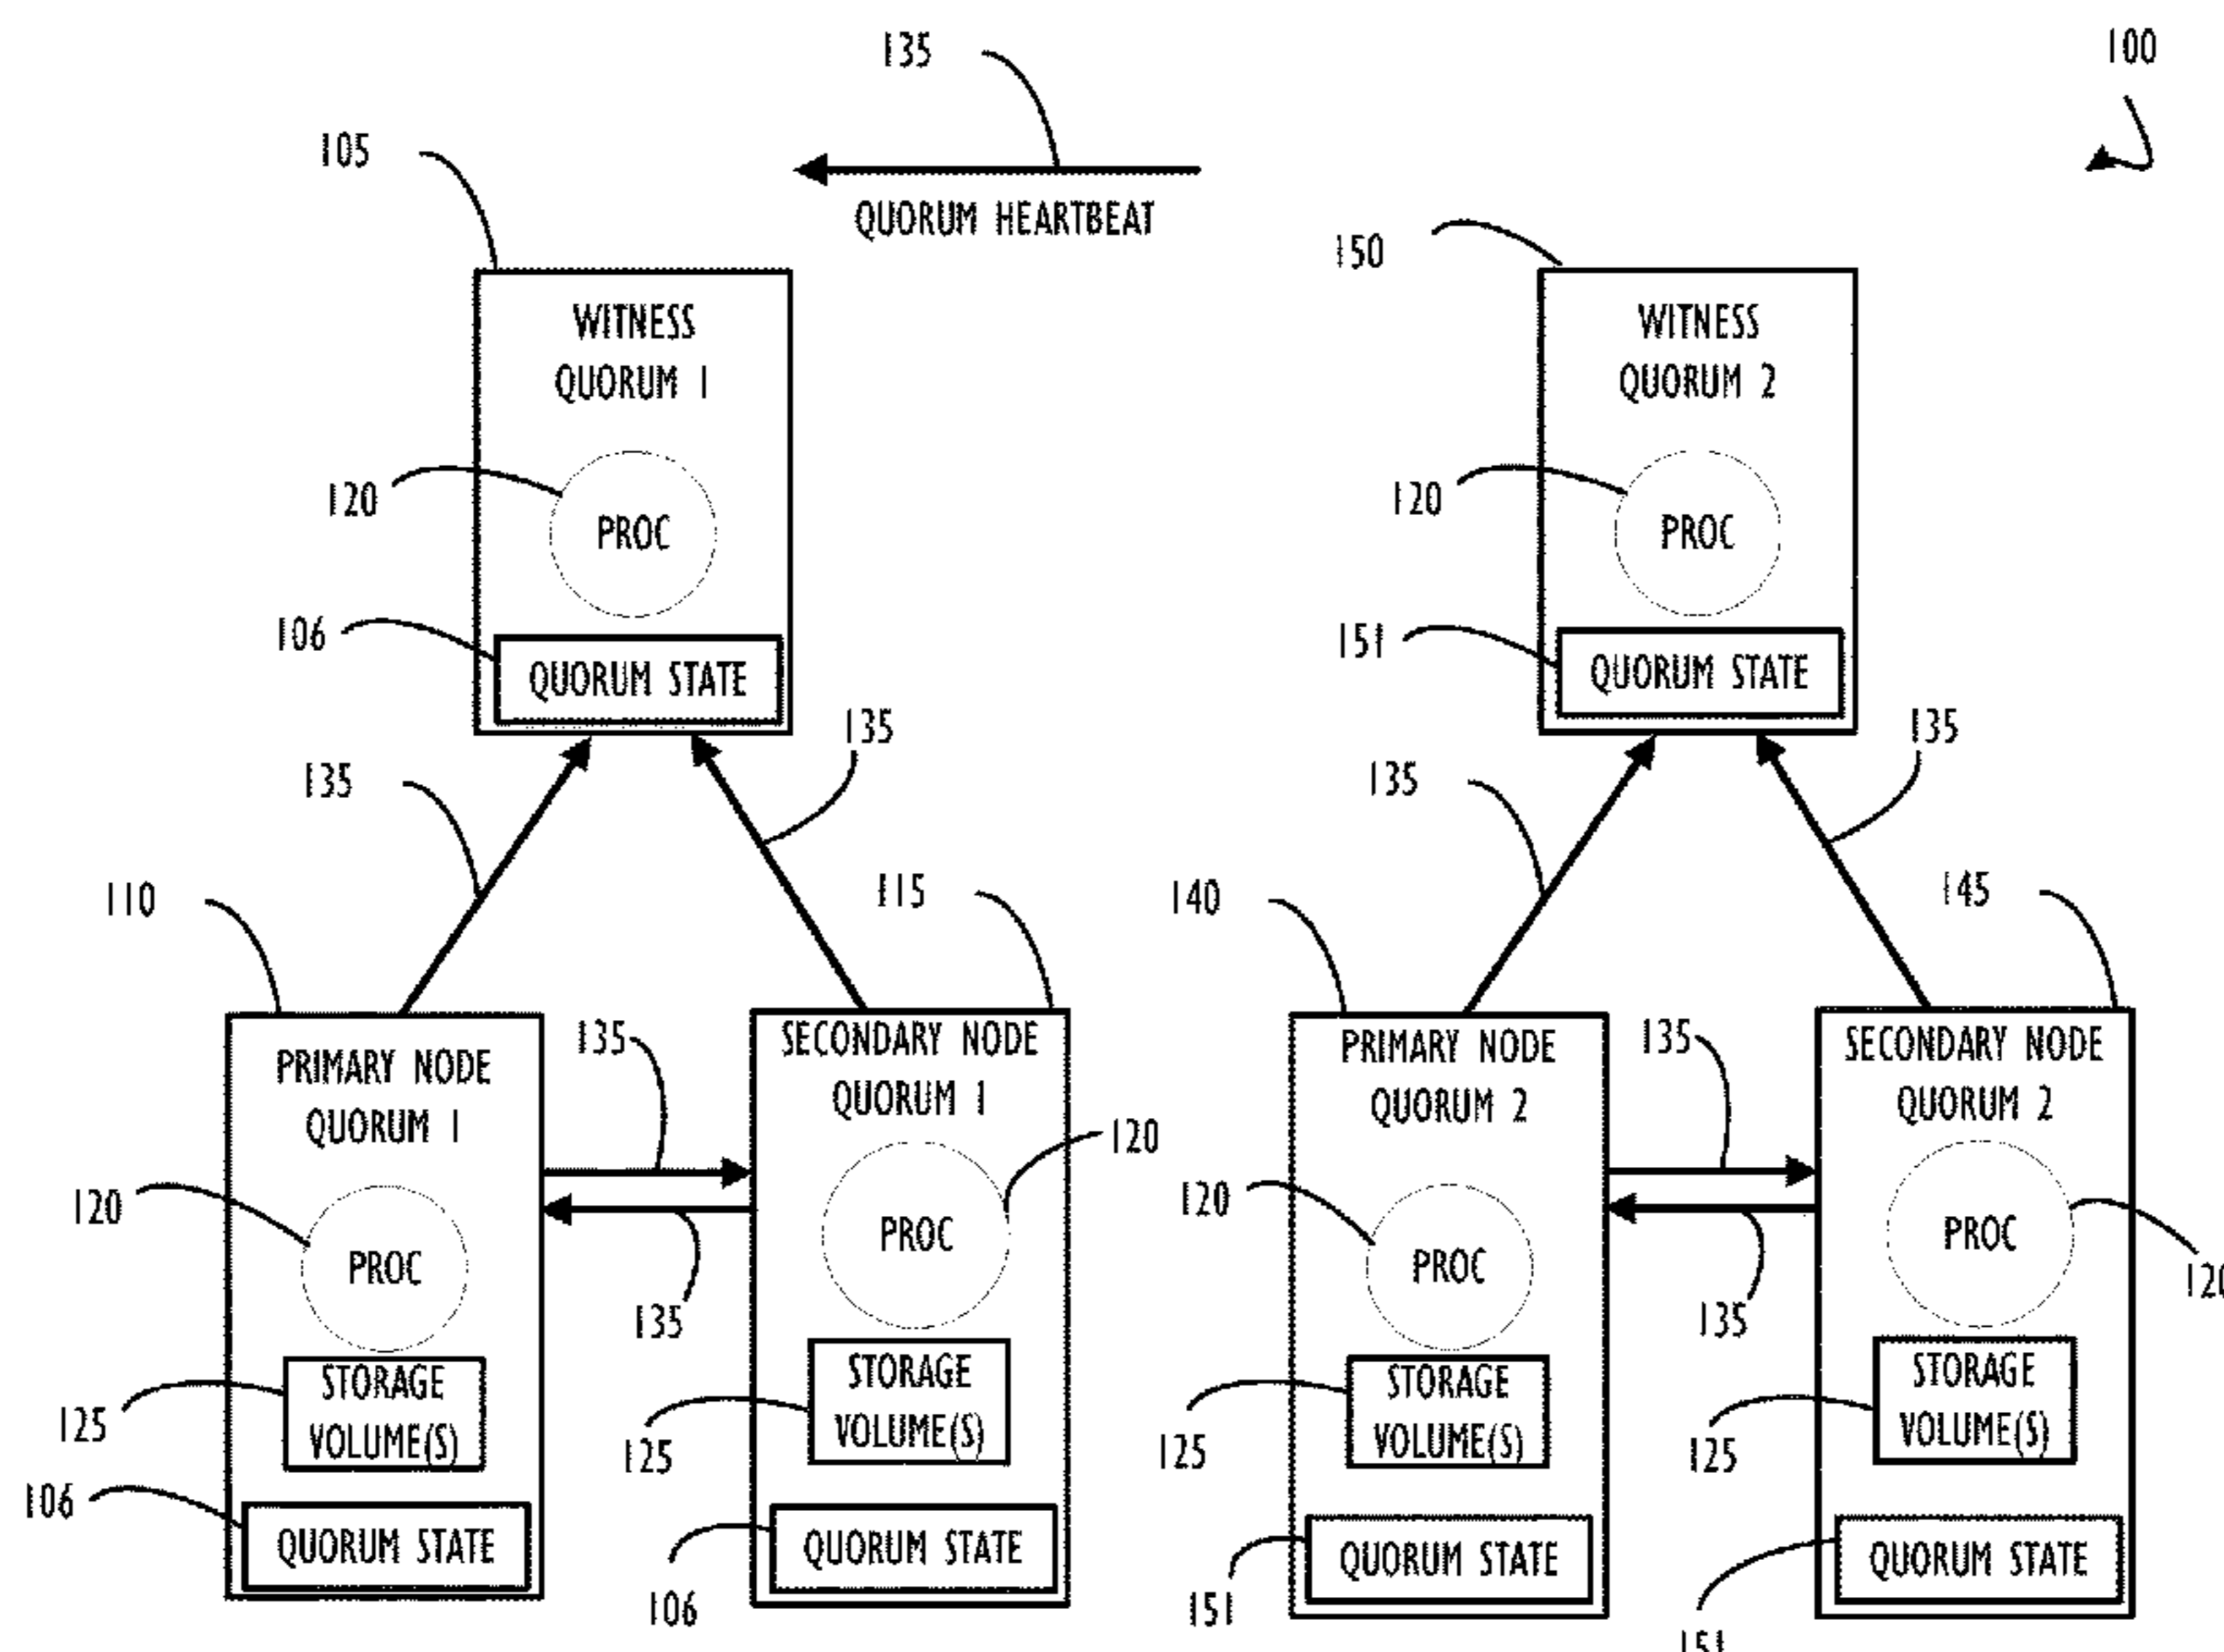 135
100
105
QUORUM HEARTBEAT
150
WITNESS
QUORUM 1
WITNESS
QUORUM 2
120
PROC
120
PROC
106
QUORUM STATE
151
QUORUM STATE
135
135
135
135
110
115
140
145
PRIMARY NODE
QUORUM 1
135
SECONDARY NODE
QUORUM 1
PRIMARY NODE
QUORUM 2
135
SECONDARY NODE
QUORUM 2
120
PROC
PROC
120
120
PROC
PROC
120
135
135
STORAGE
VOLUME(S)
125
STORAGE
VOLUME(S)
125
STORAGE
VOLUME(S)
125
STORAGE
VOLUME(S)
125
106
QUORUM STATE
QUORUM STATE
106
QUORUM STATE
151
QUORUM STATE
151